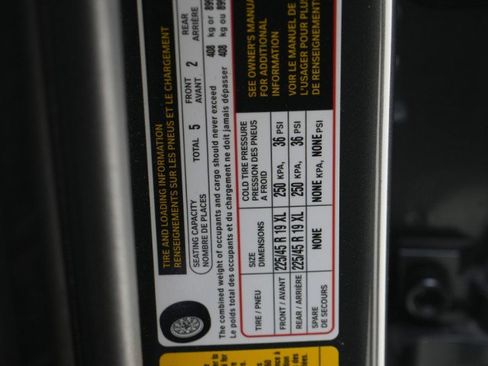 TIRE AND LOADING INFORMATION
RENSEIGNEMENTS SUR LES PNEUS ET LE CHARGEMENT
SEATING CAPACITY
NOMBRE DE PLACES
TOTAL 5
FRONT
AVANT
2
REAR
ARRIÈRE
The combined weight of occupants and cargo should never exceed 408 kg or
Le poids total des occupants et du chargement ne doit jamais dépasser 408 kg ou
TIRE / PNEU
SIZE
DIMENSIONS
COLD TIRE PRESSURE
PRESSION DES PNEUS
A FROID
FRONT / AVANT 225/45 R 19 XL 250 KPA, 36 PSI
REAR / ARRIÈRE 225/45 R 19 XL 250 KPA, 36 PSI
SPARE
DE SECOURS
NONE NONE KPA, NONE PSI
SEE OWNER'S MANUAL
FOR ADDITIONAL
INFORMATION
VOIR LE MANUEL DE
L'USAGER POUR PLUS
DE RENSEIGNEMENTS